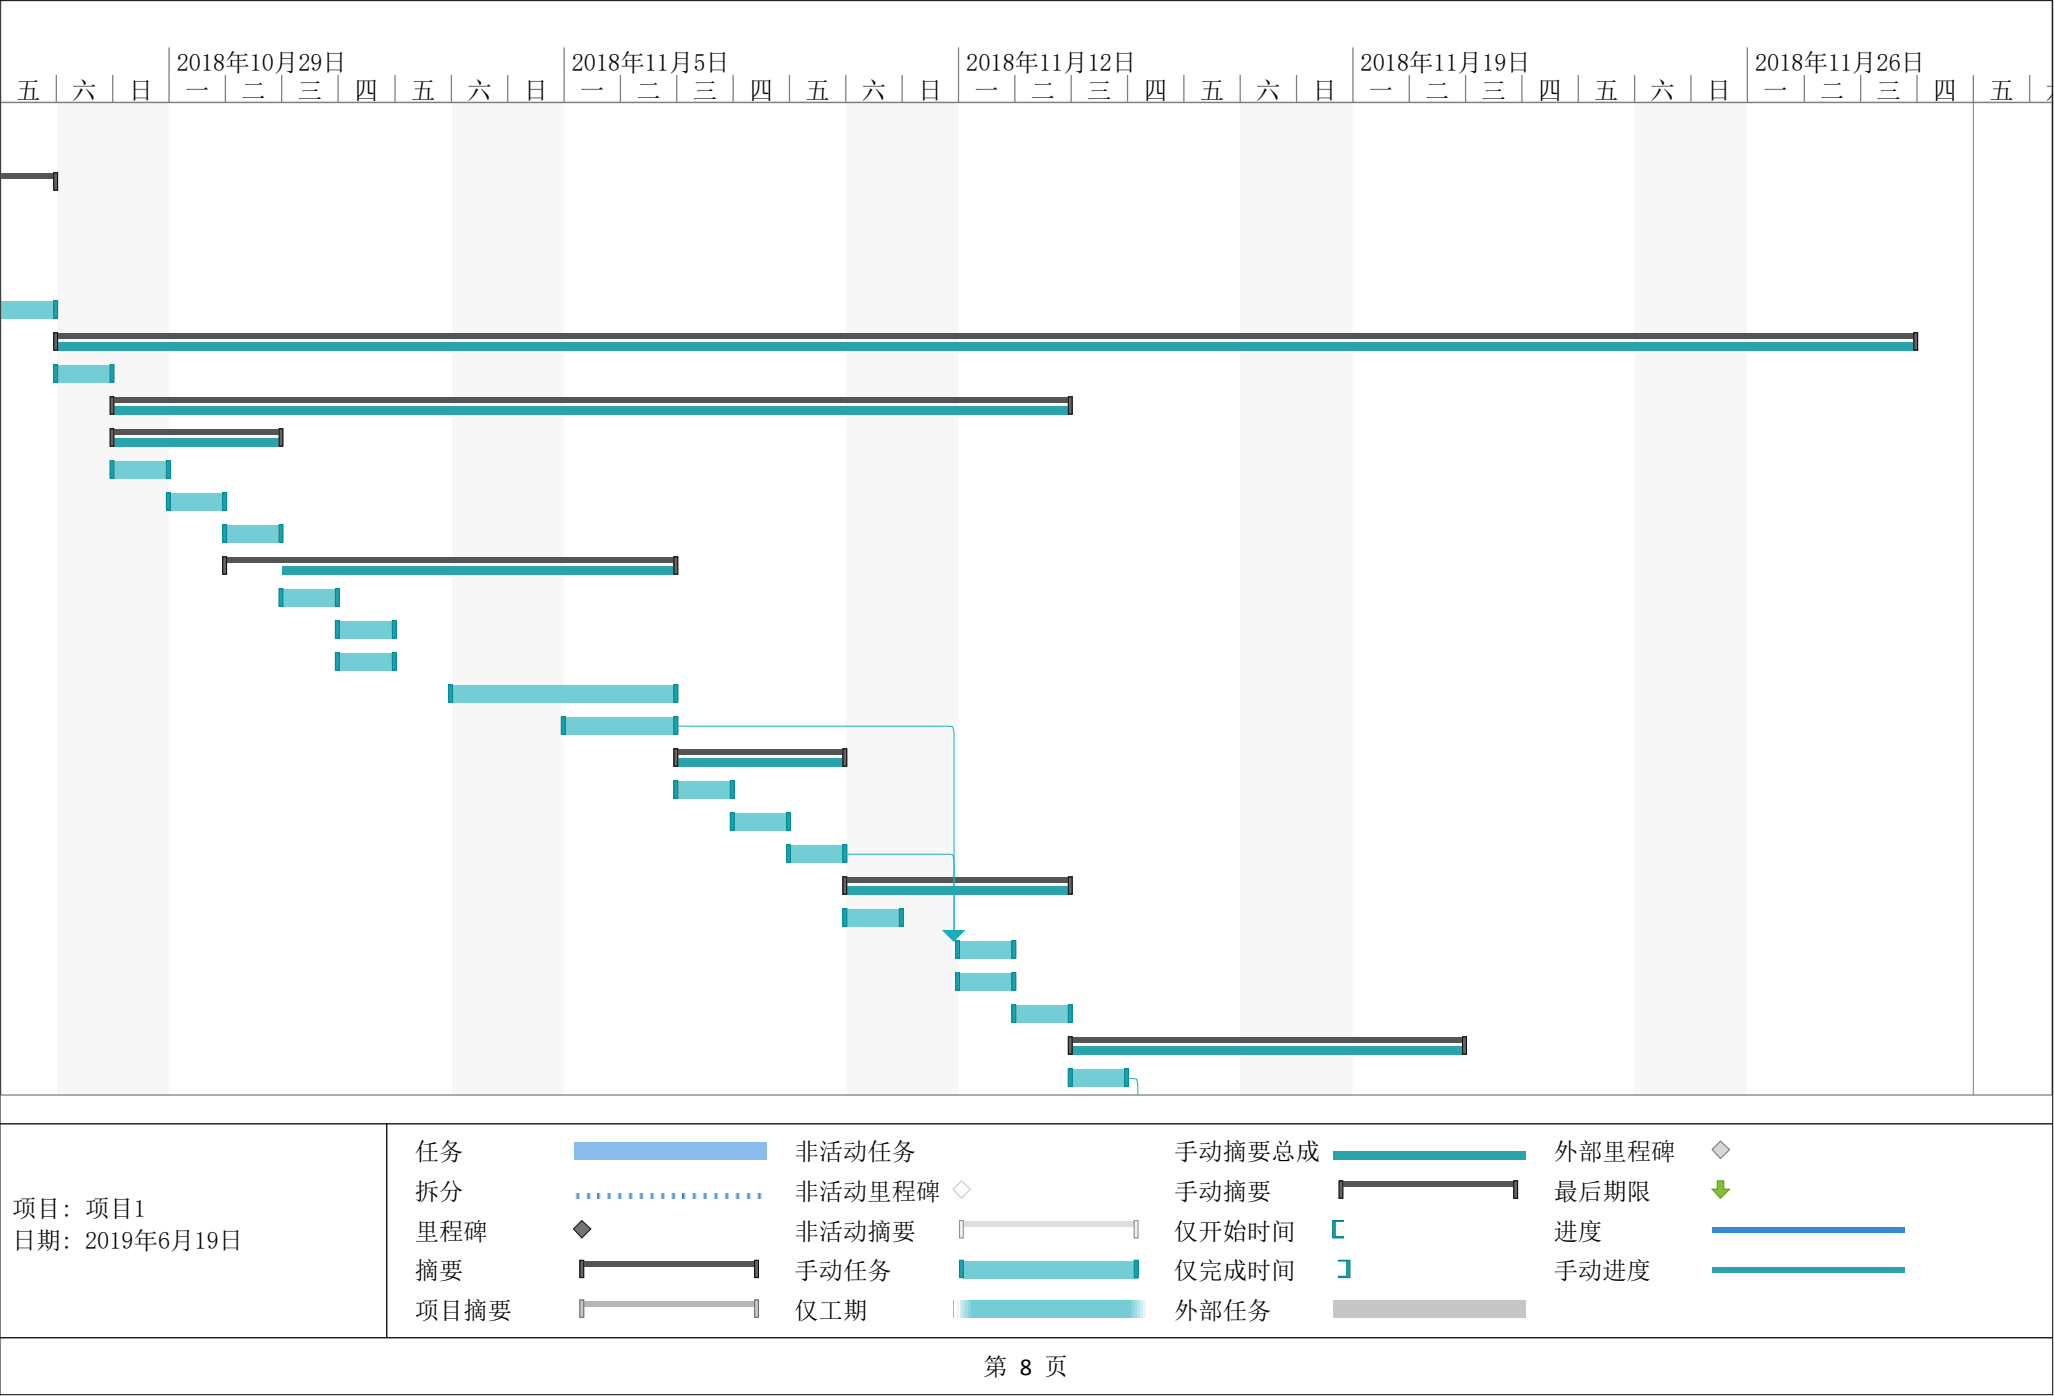 2018年10月29日 2018年11月5日 2018年11月12日 2018年11月19日 2018年11月26日
五 六 日 一 二 三 四 五 六 日 一 二 三 四 五 六 日 一 二 三 四 五 六 日 一 二 三 四 五 六 日 一 二 三 四 五
任务 非活动任务 手动摘要总成 外部里程碑
拆分 非活动里程碑 手动摘要 最后期限
项目: 项目1
里程碑 非活动摘要 仅开始时间 进度
日期: 2019年6月19日
摘要 手动任务 仅完成时间 手动进度
项目摘要 仅工期 外部任务
第 8 页